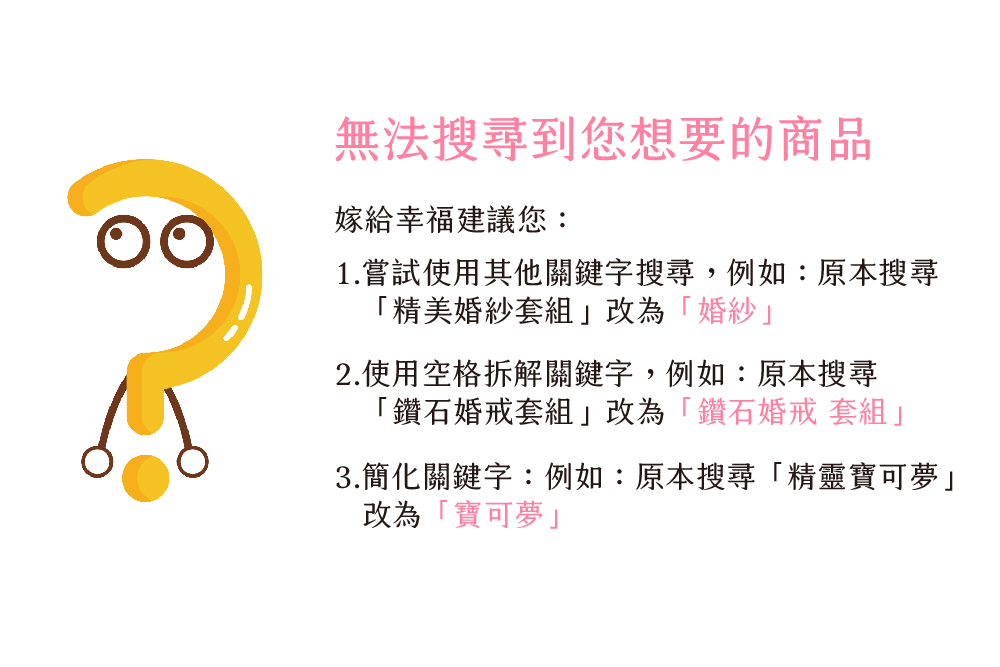 無法搜尋到您想要的商品
嫁給幸福建議您：
1.嘗試使用其他關鍵字搜尋，例如：原本搜尋
「精美婚紗套組」改為「婚紗」
2.使用空格拆解關鍵字，例如：原本搜尋
「鑽石婚戒套組」改為「鑽石婚戒 套組」
3.簡化關鍵字：例如：原本搜尋「精靈寶可夢」
改為「寶可夢」